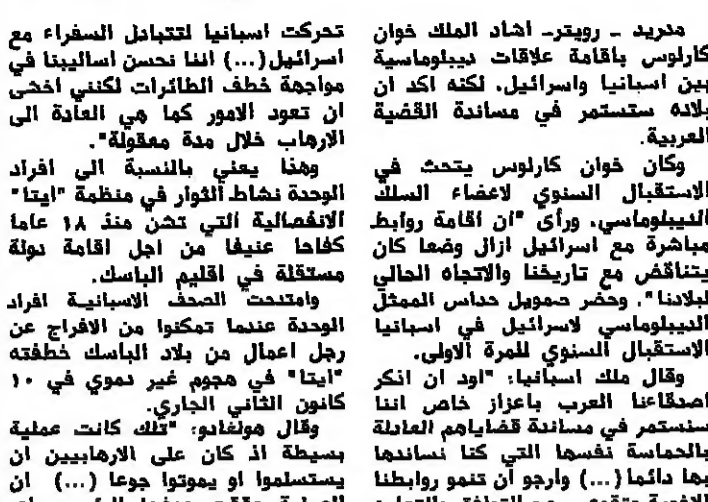 مدريد ـ رويترـ اشاد الملك خوان
كارلوس باقامة علاقات ديبلوماسية
بين اسبانيا واسرائيل. لكنه اكد ان
بلاده ستستمر في مساندة القضية
العربية.
وكان خوان كارلوس يتحدث في
الاستقبال السنوي لاعضاء السلك
الديبلوماسي. ورأى "ان اقامة روابط
مباشرة مع اسرائيل ازال وضعا كان
يتناقض مع تاريخنا والاتجاه الحالي
لبلادنا". وحضر صمويل حداس الممثل
الديبلوماسي لاسرائيل في اسبانيا
الاستقبال السنوي للمرة الاولى.
وقال ملك اسبانيا: "اود ان اذكر
اصدقاءنا العرب باعزاز خاص اننا
سنستمر في مساندة قضاياهم العادلة
بالحماسة نفسها التي كنا نساندها
بها دائما (...) وارجو ان تنمو روابطنا
تحركت اسبانيا لتتبادل السفراء مع
اسرائيل (...) اننا نحسن اساليبنا في
مواجهة خطف الطائرات لكنني اخشى
ان تعود الامور كما هي العادة الى
الارهاب خلال مدة معقولة".
وهذا يعني بالنسبة الى افراد
الوحدة نشاط الثوار في منظمة "ايتا"
الانفصالية التي تشن منذ ١٨ عاما
كفاحا عنيفا من اجل اقامة دولة
مستقلة في اقليم الباسك.
وامتدحت الصحف الاسبانية افراد
الوحدة عندما تمكنوا من الافراج عن
رجل اعمال من بلاد الباسك خطفته
"ايتا" في هجوم غير دموي في ١٠
كانون الثاني الجاري.
وقال هولغادو: "تلك كانت عملية
بسيطة اذ كان على الارهابيين ان
يستسلموا او يموتوا جوعا (...) ان